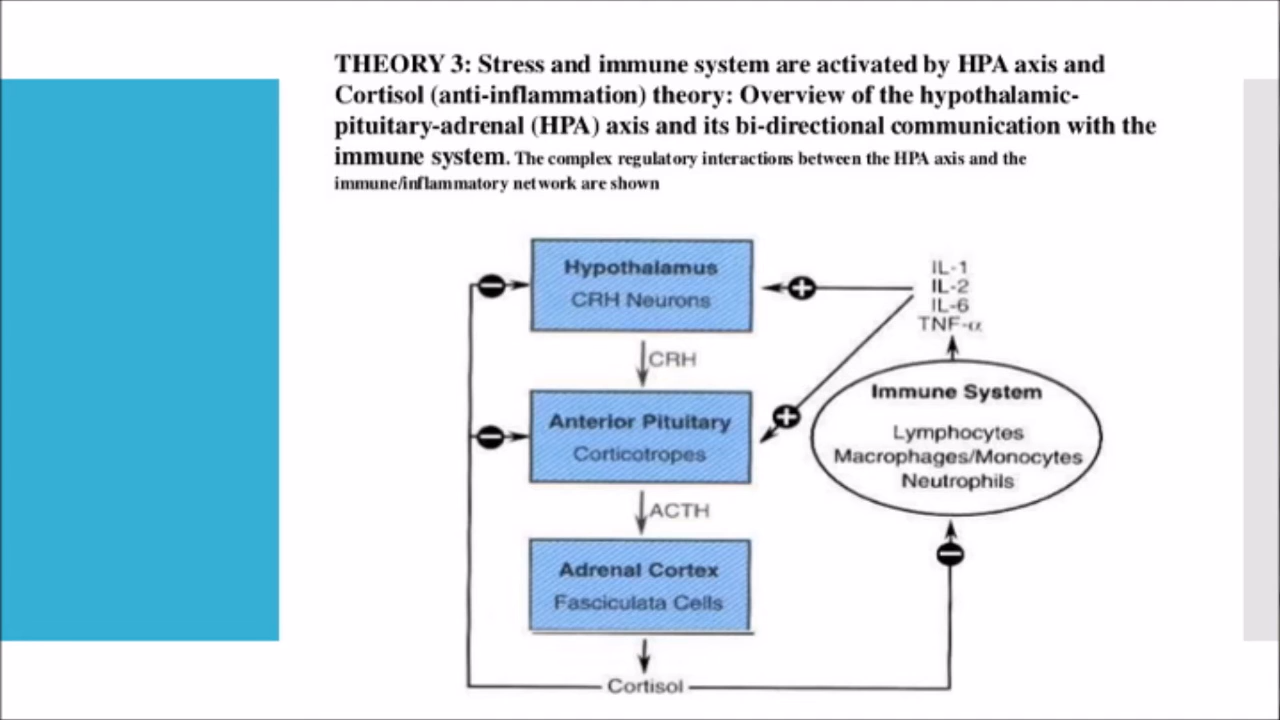 THEORY 3: Stress and immune system are activated by HPA axis and
Cortisol (anti-inflammation) theory: Overview of the hypothalamic-
pituitary-adrenal (HPA) axis and its bi-directional communication with the
immune system. The complex regulatory interactions between the HPA axis and the
immune/inflammatory network are shown
Hypothalamus
CRH Neurons
IL-1
IL-2
IL-6
TNF-α
CRH
Immune System
Anterior Pituitary
Lymphocytes
Corticotropes
Macrophages/Monocytes
Neutrophils
ACTH
Adrenal Cortex
Fasciculata Cells
Cortisol